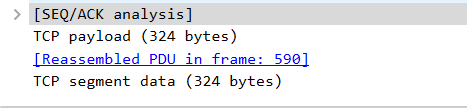 [SEQ/ACK analysis]
TCP payload (324 bytes)
[Reassembled PDU in frame: 590]
TCP segment data (324 bytes)